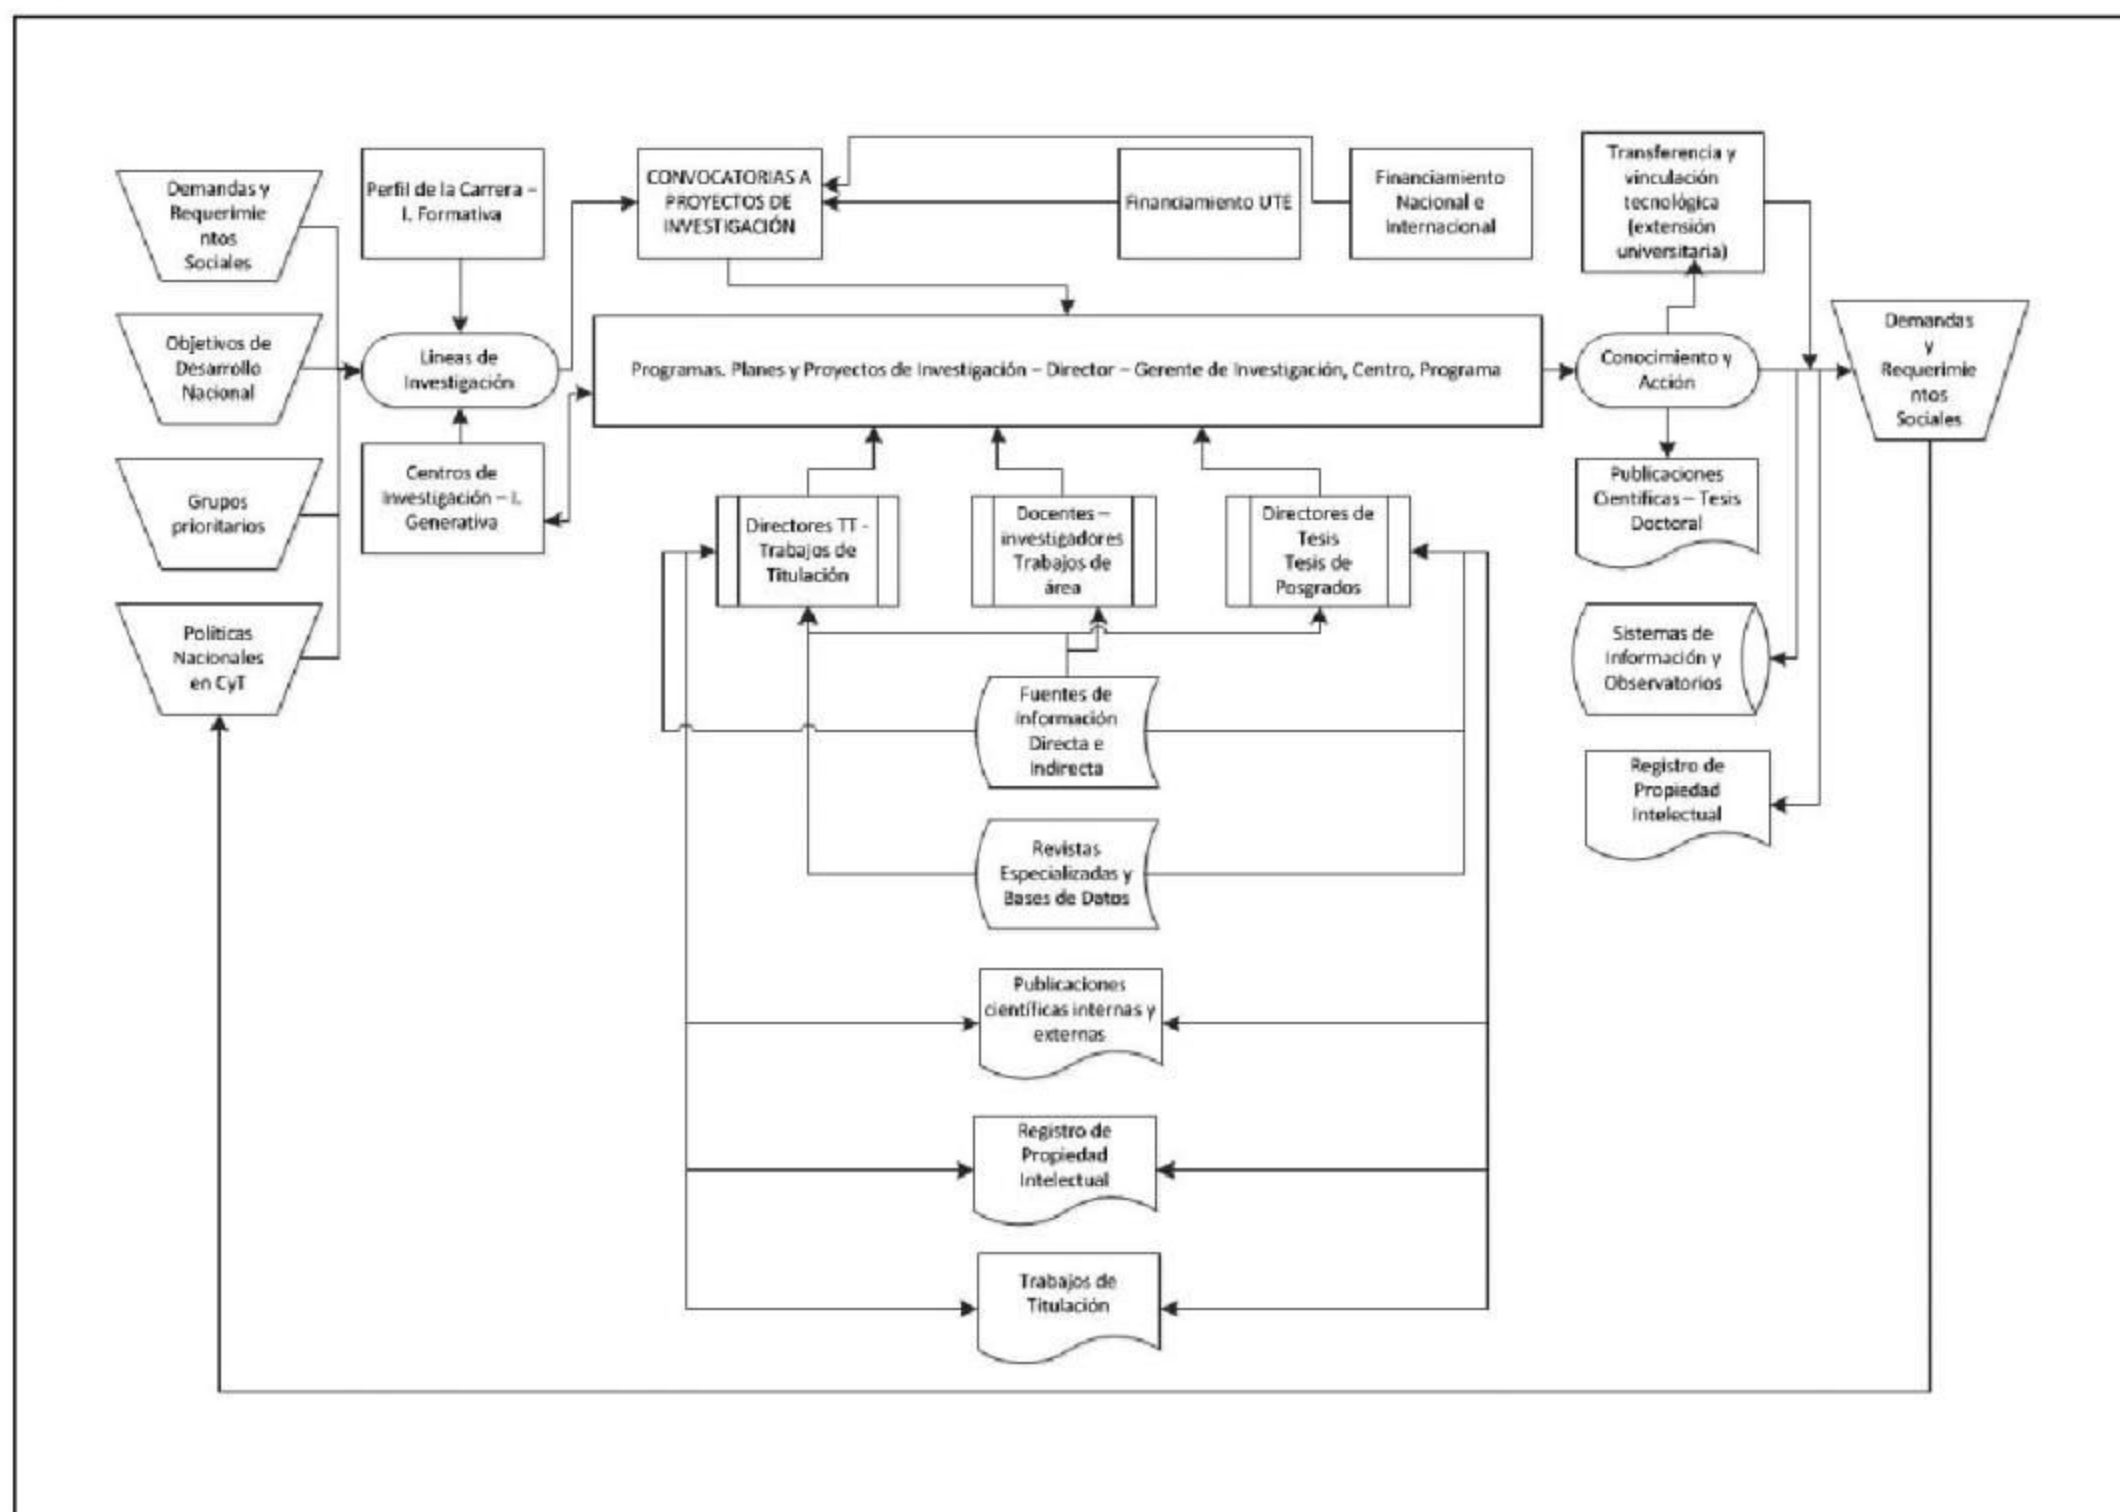 Demandas y
Requerimie
ntos
Sociales
Objetivos de
Desarrollo
Nacional
Grupos
prioritarios
Políticas
Nacionales
en CyT
Perfil de la Carrera –
I. Formativa
Líneas de
Investigación
Centros de
Investigación – I.
Generativa
CONVOCATORIAS A
PROYECTOS DE
INVESTIGACIÓN
Financiamiento UTE
Financiamiento
Nacional e
Internacional
Programas. Planes y Proyectos de Investigación – Director – Gerente de Investigación, Centro, Programa
Directores TT -
Trabajos de
Titulación
Docentes –
investigadores
Trabajos de
área
Directores de
Tesis
Tesis de
Posgrados
Fuentes de
Información
Directa e
Indirecta
Revistas
Especializadas y
Bases de Datos
Publicaciones
científicas internas y
externas
Registro de
Propiedad
Intelectual
Trabajos de
Titulación
Transferencia y
vinculación
tecnológica
(extensión
universitaria)
Conocimiento y
Acción
Publicaciones
Científicas – Tesis
Doctoral
Sistemas de
Información y
Observatorios
Registro de
Propiedad
Intelectual
Demandas
y
Requerimie
ntos
Sociales